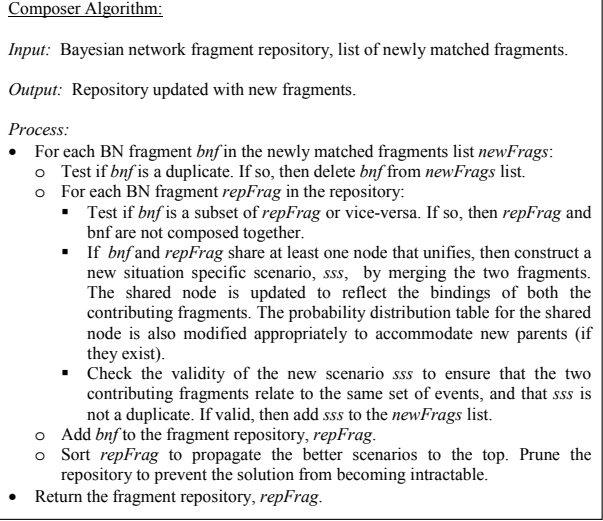 Composer Algorithm:
Input: Bayesian network fragment repository, list of newly matched fragments.
Output: Repository updated with new fragments.
Process:
• For each BN fragment bnf in the newly matched fragments list newFrags:
o Test if bnf is a duplicate. If so, then delete bnf from newFrags list.
o For each BN fragment repFrag in the repository:
▪ Test if bnf is a subset of repFrag or vice-versa. If so, then repFrag and
bnf are not composed together.
▪ If bnf and repFrag share at least one node that unifies, then construct a
new situation specific scenario, sss, by merging the two fragments.
The shared node is updated to reflect the bindings of both the
contributing fragments. The probability distribution table for the shared
node is also modified appropriately to accommodate new parents (if
they exist).
▪ Check the validity of the new scenario sss to ensure that the two
contributing fragments relate to the same set of events, and that sss is
not a duplicate. If valid, then add sss to the newFrags list.
o Add bnf to the fragment repository, repFrag.
o Sort repFrag to propagate the better scenarios to the top. Prune the
repository to prevent the solution from becoming intractable.
• Return the fragment repository, repFrag.